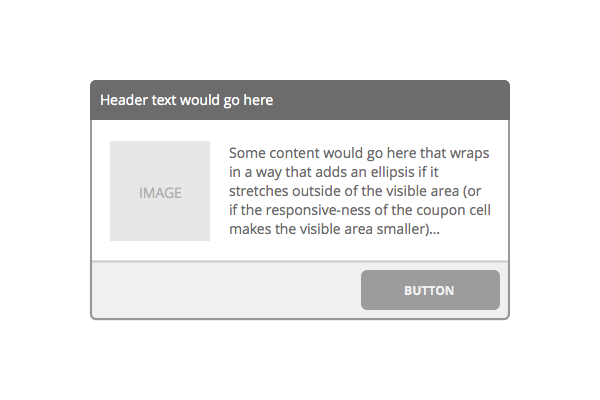 Header text would go here
IMAGE
Some content would go here that wraps
in a way that adds an ellipsis if it
stretches outside of the visible area (or
if the responsive-ness of the coupon cell
makes the visible area smaller)...
BUTTON